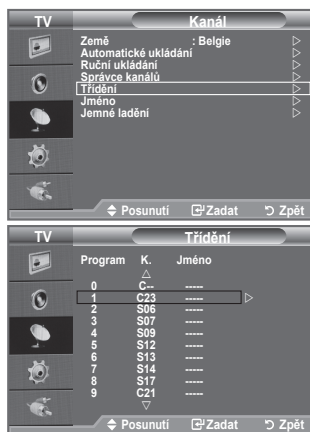 TV Kanál
Země : Belgie
Automatické ukládání
Ruční ukládání
Správce kanálů
Třídění
Jméno
Jemné ladění
Posunutí Zadat Zpět
TV Třídění
Program K. Jméno
0 C-- -----
1 C23 -----
2 S06 -----
3 S07 -----
4 S09 -----
5 S12 -----
6 S13 -----
7 S14 -----
8 S17 -----
9 C21 -----
Posunutí Zadat Zpět